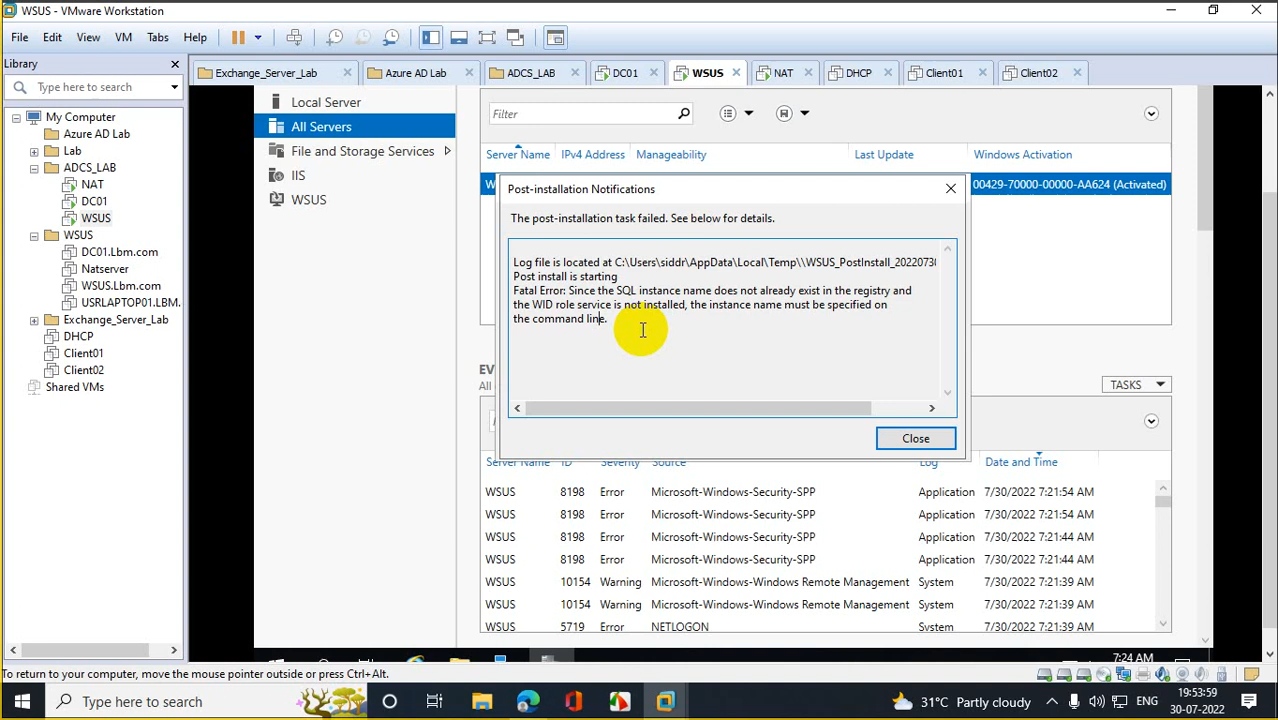 WSUS - VMware Workstation
File Edit View VM Tabs Help
Library
Type here to search
My Computer
Azure AD Lab
Lab
ADCS_LAB
NAT
DC01
WSUS
WSUS
DC01.Lbm.com
Natserver
WSUS.Lbm.com
USRLAPTOP01.LBM.
Exchange_Server_Lab
DHCP
Client01
Client02
Shared VMs
Exchange_Server_Lab Azure AD Lab ADCS_LAB DC01 WSUS NAT DHCP Client01 Client02
Local Server
All Servers
File and Storage Services
IIS
WSUS
Filter
Server Name IPv4 Address Manageability Last Update Windows Activation
W 00429-70000-00000-AA624 (Activated)
Post-installation Notifications
The post-installation task failed. See below for details.
Log file is located at C:\Users\siddr\AppData\Local\Temp\\WSUS_PostInstall_20220730
Post install is starting
Fatal Error: Since the SQL instance name does not already exist in the registry and
the WID role service is not installed, the instance name must be specified on
the command line.
Close
EV
All
TASKS
Server Name ID Severity Source Log Date and Time
WSUS 8198 Error Microsoft-Windows-Security-SPP Application 7/30/2022 7:21:54 AM
WSUS 8198 Error Microsoft-Windows-Security-SPP Application 7/30/2022 7:21:54 AM
WSUS 8198 Error Microsoft-Windows-Security-SPP Application 7/30/2022 7:21:44 AM
WSUS 8198 Error Microsoft-Windows-Security-SPP Application 7/30/2022 7:21:44 AM
WSUS 10154 Warning Microsoft-Windows-Windows Remote Management System 7/30/2022 7:21:39 AM
WSUS 10154 Warning Microsoft-Windows-Windows Remote Management System 7/30/2022 7:21:39 AM
WSUS 5719 Error NETLOGON System 7/30/2022 7:21:39 AM
7:24 AM
To return to your computer, move the mouse pointer outside or press Ctrl+Alt.
Type here to search
31°C Partly cloudy
ENG
19:53:59
30-07-2022